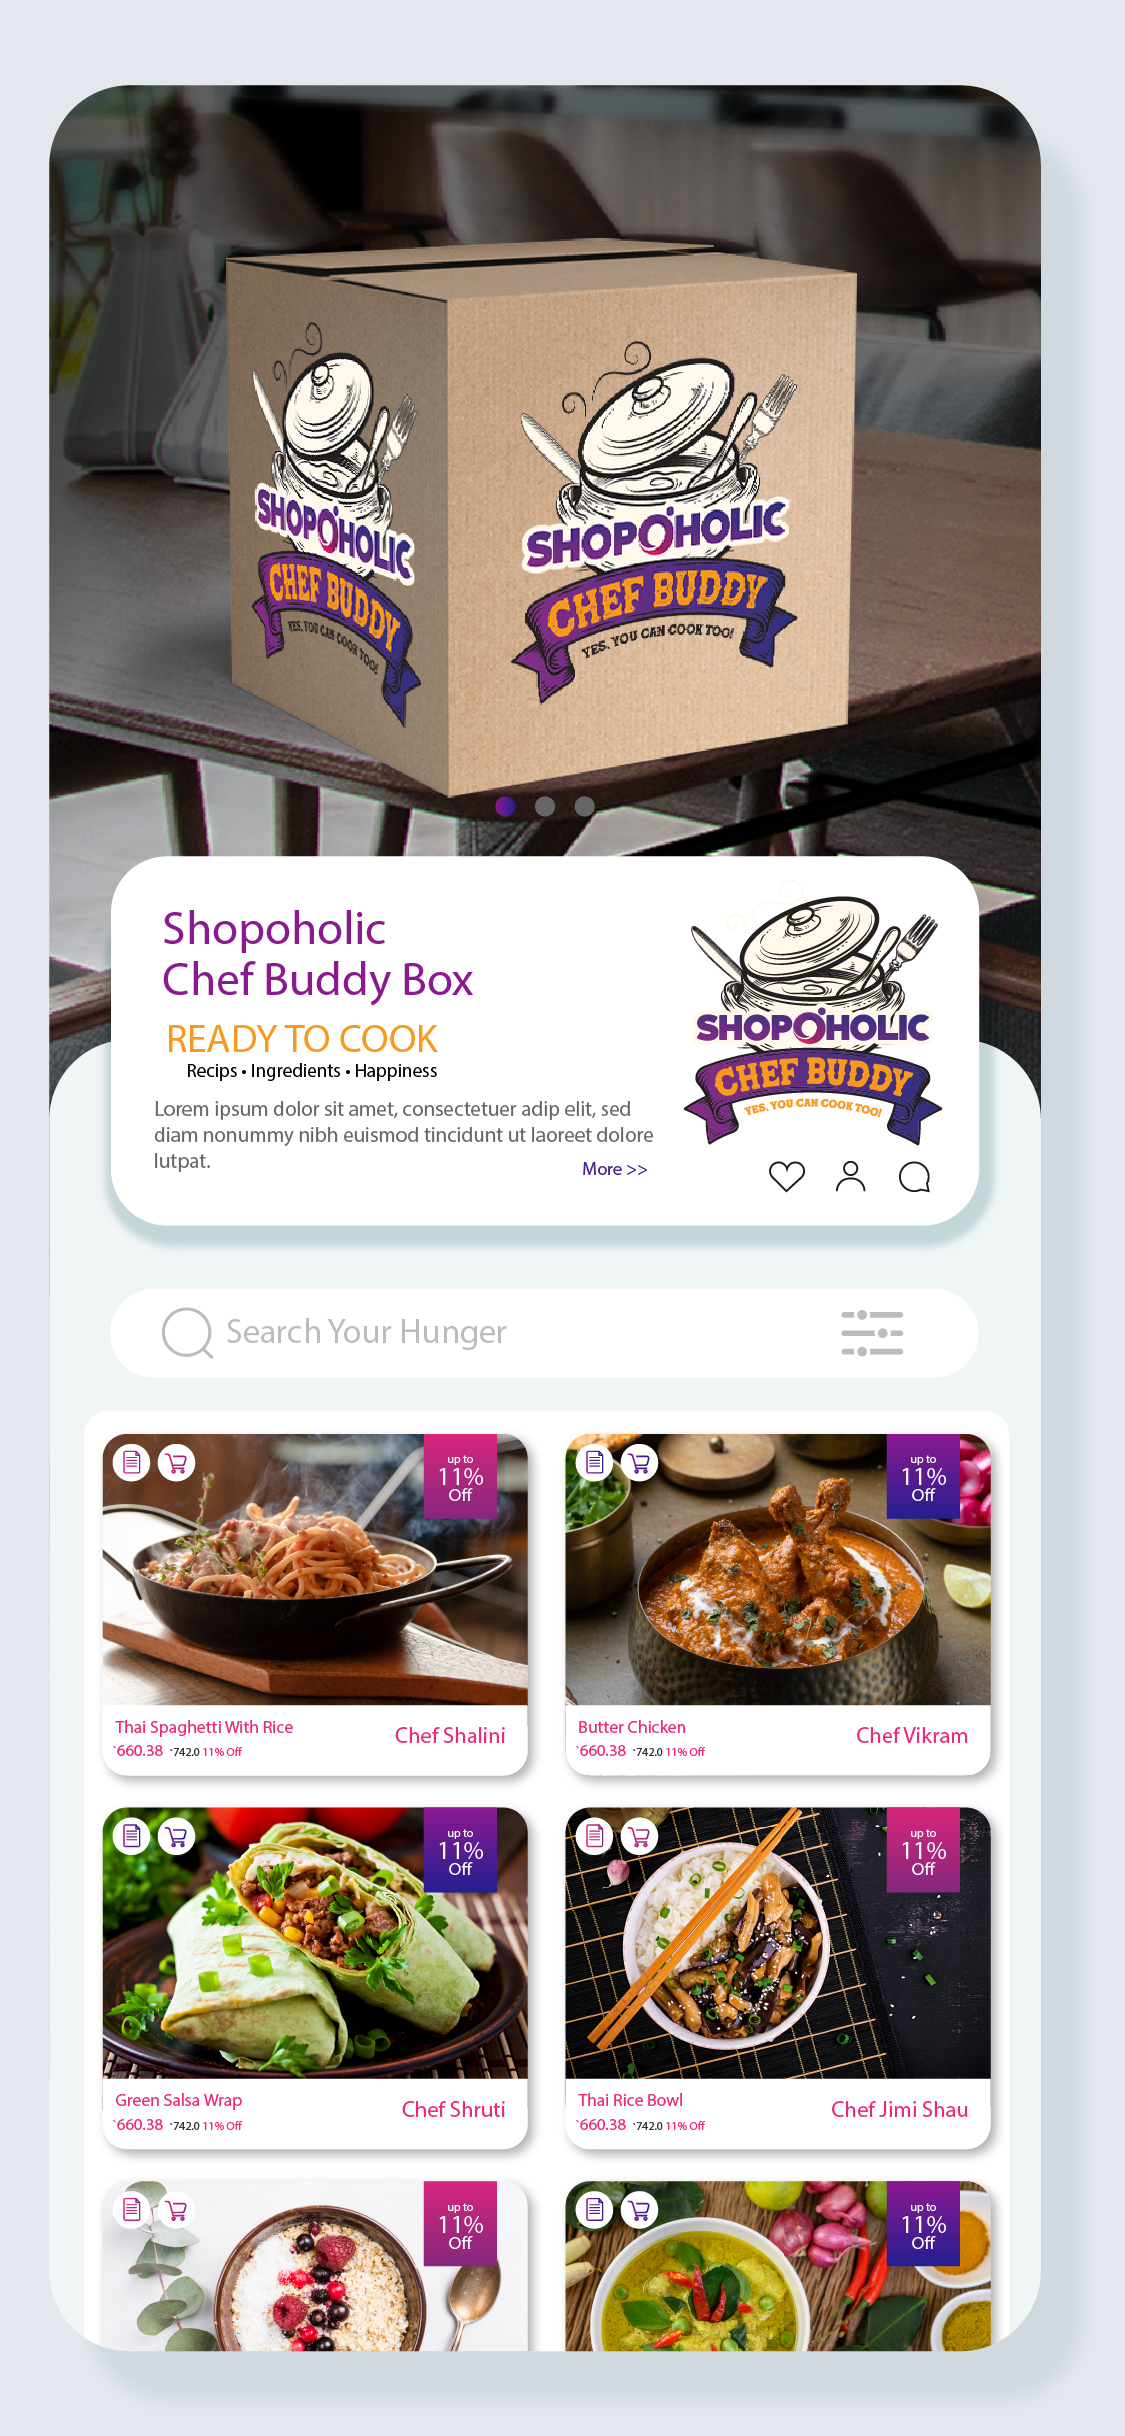 SHOPOHOLIC
CHEF BUDDY
YES, YOU CAN COOK TOO!
SHOPOHOLIC
CHEF BUDDY
YES, YOU CAN COOK TOO!
Shopoholic
Chef Buddy Box
READY TO COOK
Recips • Ingredients • Happiness
Lorem ipsum dolor sit amet, consectetuer adip elit, sed
diam nonummy nibh euismod tincidunt ut laoreet dolore
lutpat.
More >>
SHOPOHOLIC
CHEF BUDDY
YES, YOU CAN COOK TOO!
Search Your Hunger
up to
11%
Off
Thai Spaghetti With Rice
`660.38 `742.0 11% Off
Chef Shalini
up to
11%
Off
Butter Chicken
`660.38 `742.0 11% Off
Chef Vikram
up to
11%
Off
Green Salsa Wrap
`660.38 `742.0 11% Off
Chef Shruti
up to
11%
Off
Thai Rice Bowl
`660.38 `742.0 11% Off
Chef Jimi Shau
up to
11%
Off
up to
11%
Off